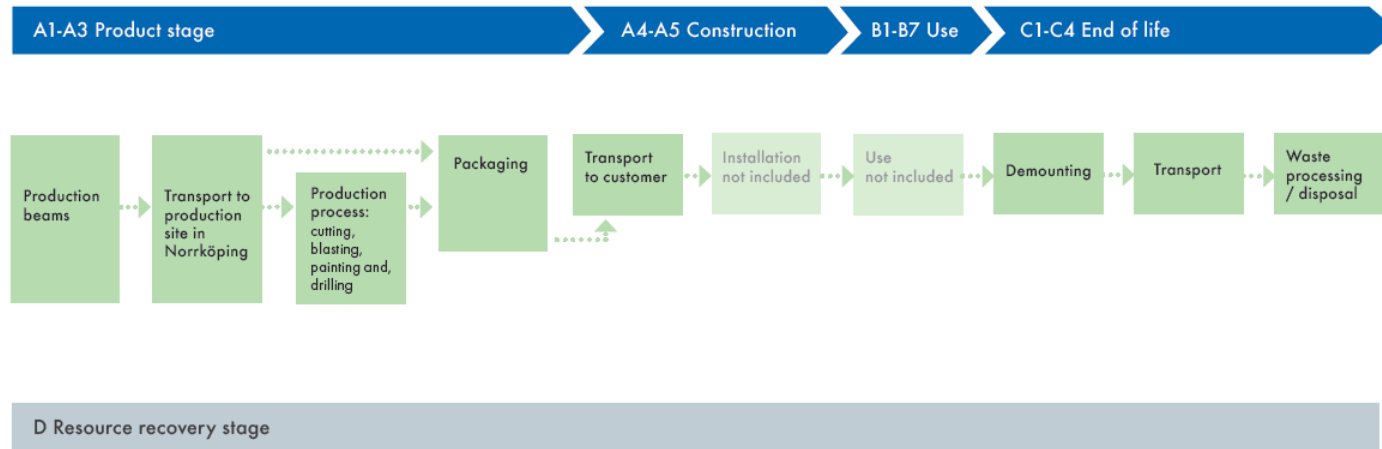 A1-A3 Product stage
A4-A5 Construction
B1-B7 Use
C1-C4 End of life
Production
beams
Transport to
production
site in
Norrköping
Production
process:
cutting,
blasting,
painting and,
drilling
Packaging
Transport
to customer
Installation
not included
Use
not included
Demounting
Transport
Waste
processing
/ disposal
D Resource recovery stage